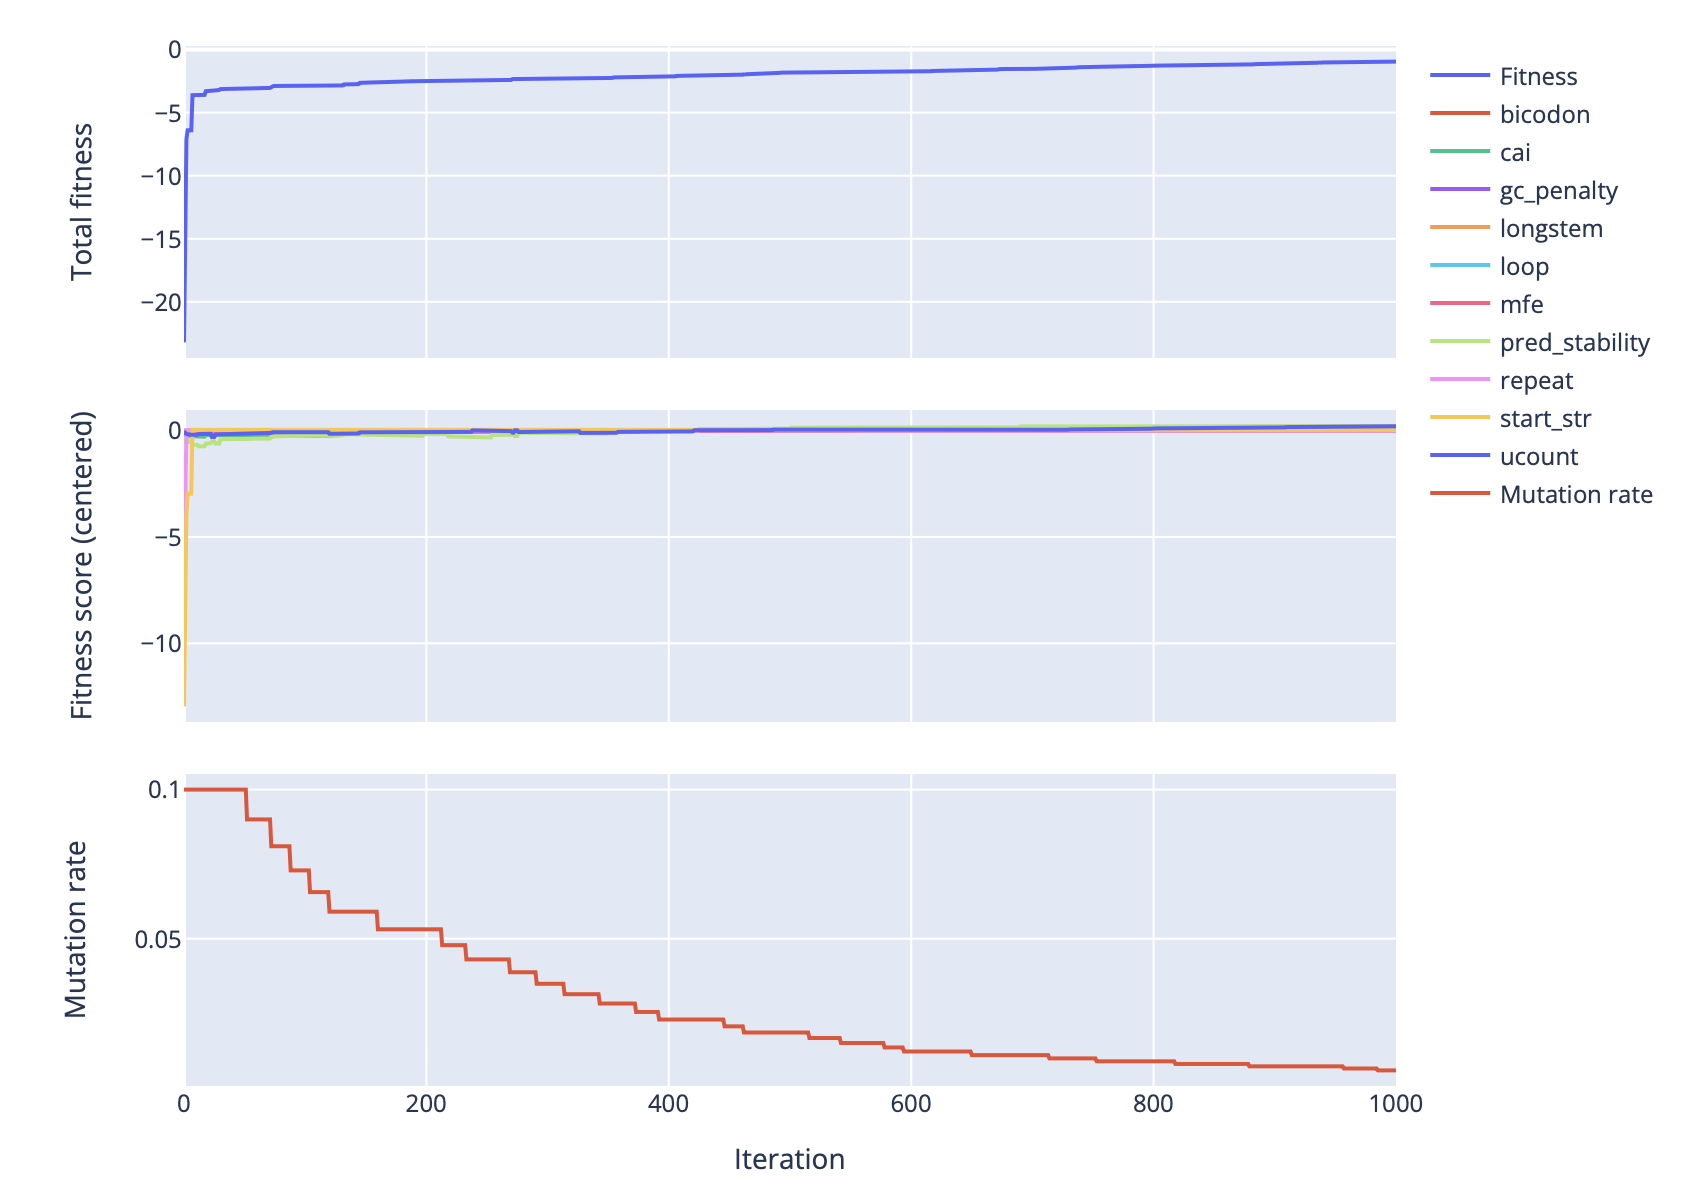 0
−5
−10
−15
−20
Total fitness
0
−5
−10
Fitness score (centered)
0.1
0.05
Mutation rate
0 200 400 600 800 1000
Iteration
Fitness
bicodon
cai
gc_penalty
longstem
loop
mfe
pred_stability
repeat
start_str
ucount
Mutation rate